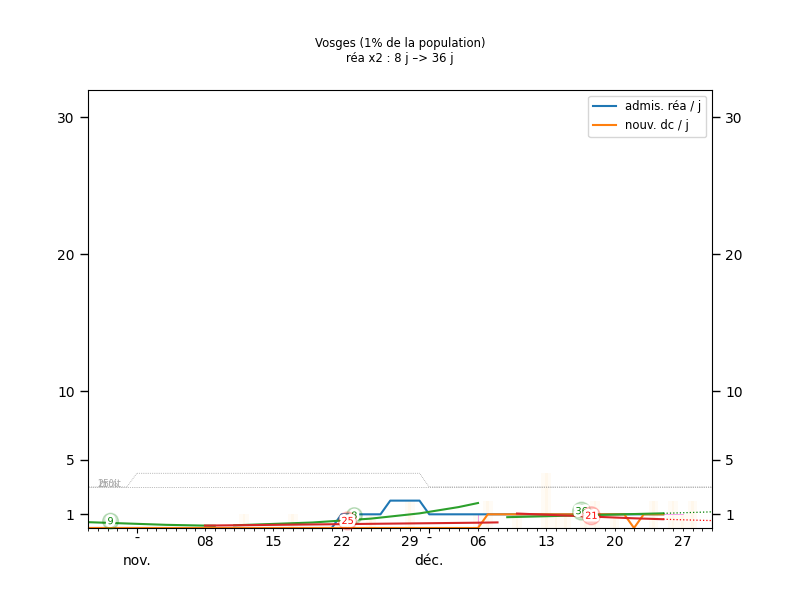 Vosges (1% de la population)
réa x2 : 8 j –> 36 j
admis. réa / j
nouv. dc / j
30 30
20 20
10 10
5 5
1 1
9
8
25
36
21
- 08 15 22 29 - 06 13 20 27
nov. déc.